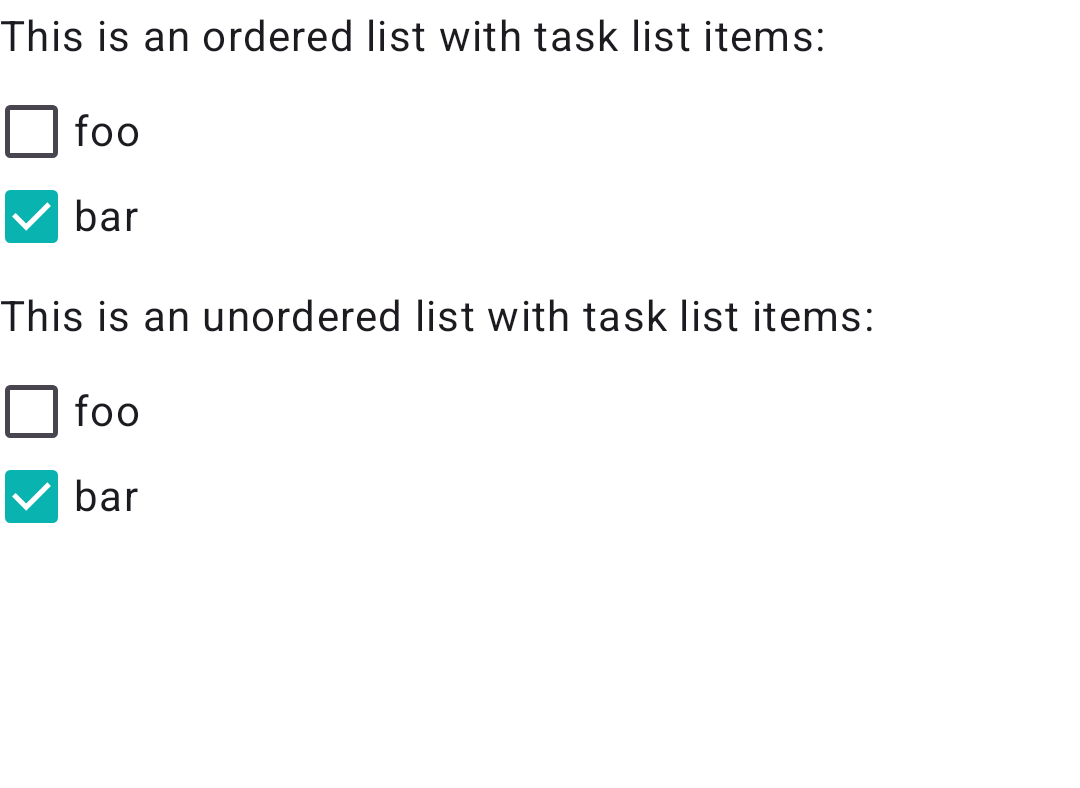 This is an ordered list with task list items:
foo
bar
This is an unordered list with task list items:
foo
bar